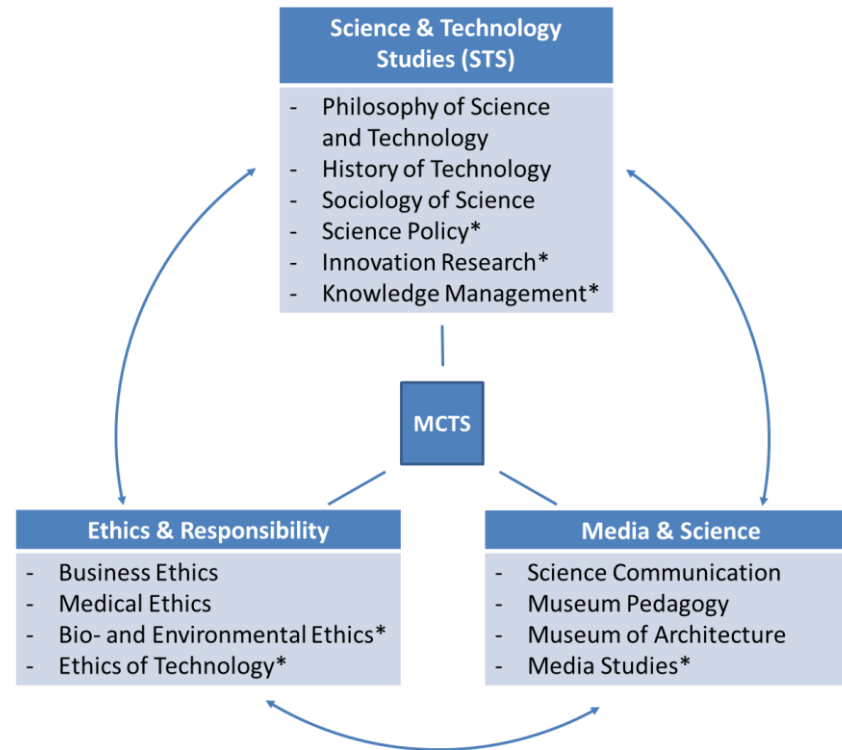 Science & Technology
Studies (STS)
- Philosophy of Science
and Technology
- History of Technology
- Sociology of Science
- Science Policy*
- Innovation Research*
- Knowledge Management*
MCTS
Ethics & Responsibility
- Business Ethics
- Medical Ethics
- Bio- and Environmental Ethics*
- Ethics of Technology*
Media & Science
- Science Communication
- Museum Pedagogy
- Museum of Architecture
- Media Studies*